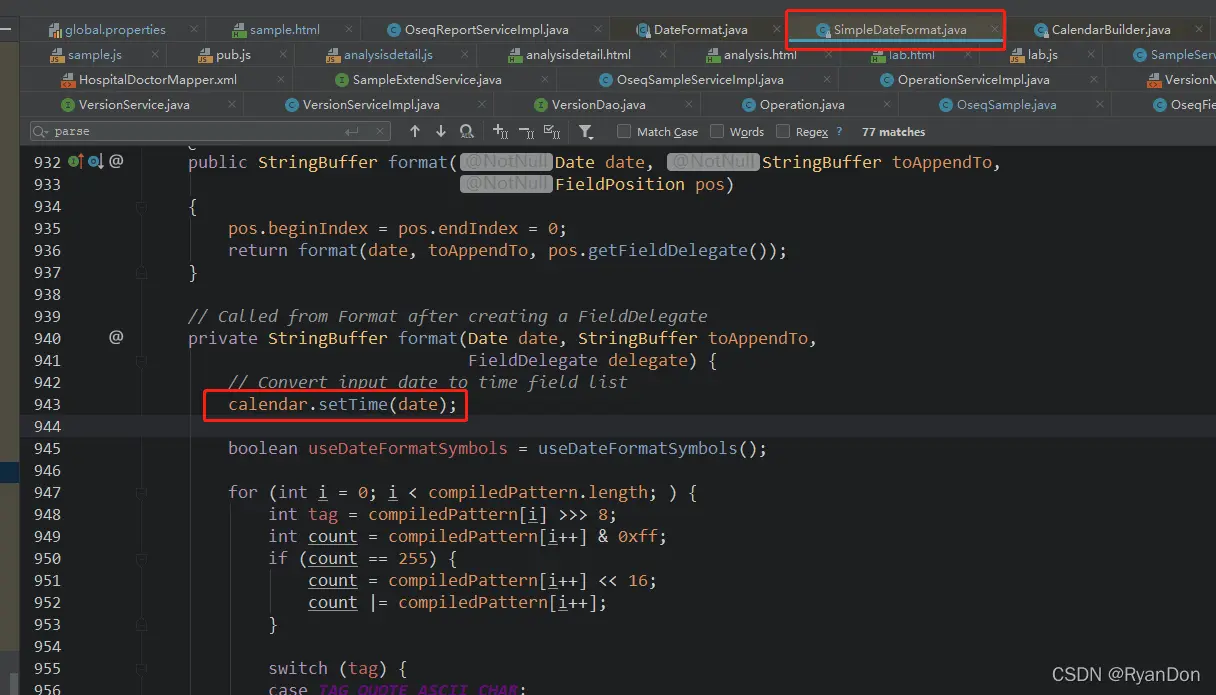 global.properties sample.html OseqReportServiceImpl.java DateFormat.java SimpleDateFormat.java CalendarBuilder.java
sample.js pub.js analysisdetail.js analysisdetail.html analysis.html lab.html lab.js SampleServ
HospitalDoctorMapper.xml SampleExtendService.java OseqSampleServiceImpl.java OperationServiceImpl.java VersionM
VersionService.java VersionServiceImpl.java VersionDao.java Operation.java OseqSample.java OseqFie
parse Match Case Words Regex ? 77 matches
932 @ public StringBuffer format(@NotNull Date date, @NotNull StringBuffer toAppendTo,
933 @NotNull FieldPosition pos)
934 {
935 pos.beginIndex = pos.endIndex = 0;
936 return format(date, toAppendTo, pos.getFieldDelegate());
937 }
938
939 // Called from Format after creating a FieldDelegate
940 @ private StringBuffer format(Date date, StringBuffer toAppendTo,
941 FieldDelegate delegate) {
942 // Convert input date to time field list
943 calendar.setTime(date);
944
945 boolean useDateFormatSymbols = useDateFormatSymbols();
946
947 for (int i = 0; i < compiledPattern.length; ) {
948 int tag = compiledPattern[i] >>> 8;
949 int count = compiledPattern[i++] & 0xff;
950 if (count == 255) {
951 count = compiledPattern[i++] << 16;
952 count |= compiledPattern[i++];
953 }
954
955 switch (tag) {
956 case TAG_QUOTE_ASCII_CHAR:
CSDN @RyanDon